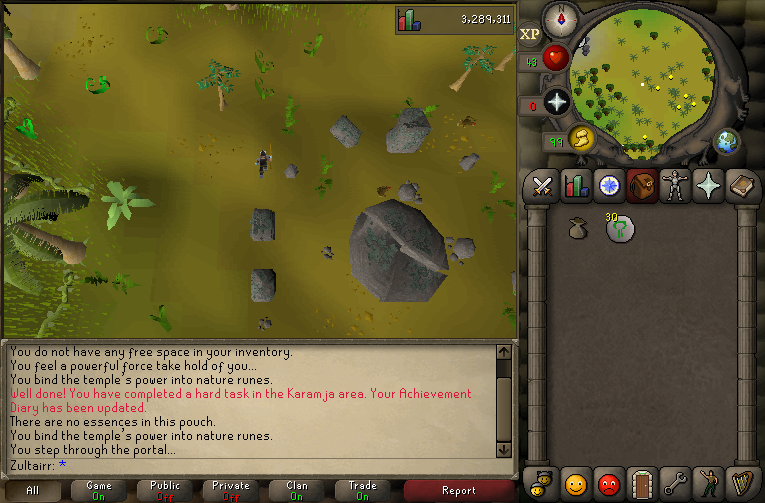 3,289,311
XP
N
43
0
99
30
You do not have any free space in your inventory.
You feel a powerful force take hold of you...
You bind the temple's power into nature runes.
Well done! You have completed a hard task in the Karamja area. Your Achievement
Diary has been updated.
There are no essences in this pouch.
You bind the temple's power into nature runes.
You step through the portal...
Zultairr: *
All
Game
On
Public
Off
Private
Off
Clan
On
Trade
On
Report